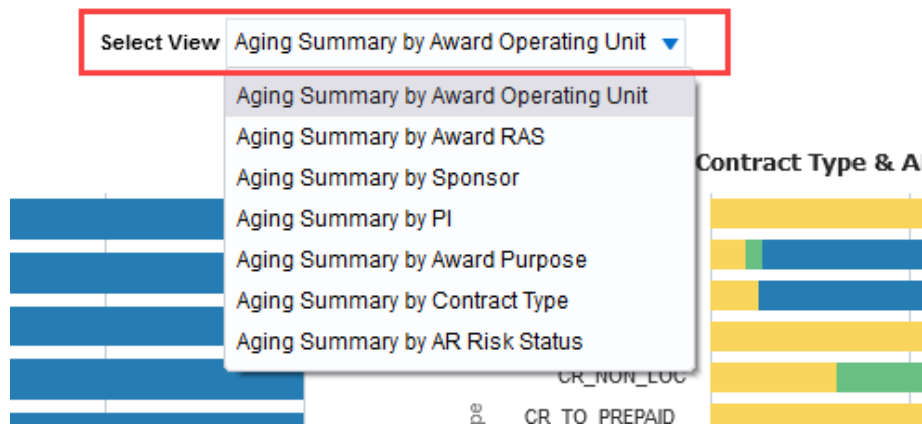 Select View Aging Summary by Award Operating Unit
Aging Summary by Award Operating Unit
Aging Summary by Award RAS
Aging Summary by Sponsor
Aging Summary by PI
Aging Summary by Award Purpose
Aging Summary by Contract Type
Aging Summary by AR Risk Status
Contract Type & A
CR_NON_LOC
CR_TO_PREPAID
pe